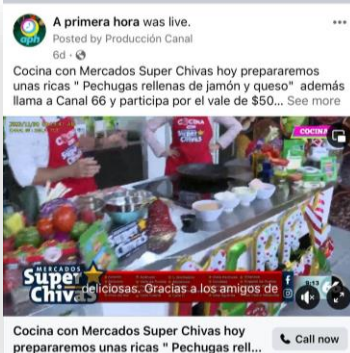 aph
A primera hora was live.
Posted by Producción Canal
6d ·
Cocina con Mercados Super Chivas hoy prepararemos
unas ricas " Pechugas rellenas de jamón y queso" además
llama a Canal 66 y participa por el vale de $50... See more
COCINA
MERCADOS
Super
Chivas
deliciosas. Gracias a los amigos de
Cocina con Mercados Super Chivas hoy
prepararemos unas ricas " Pechugas rell...
Call now